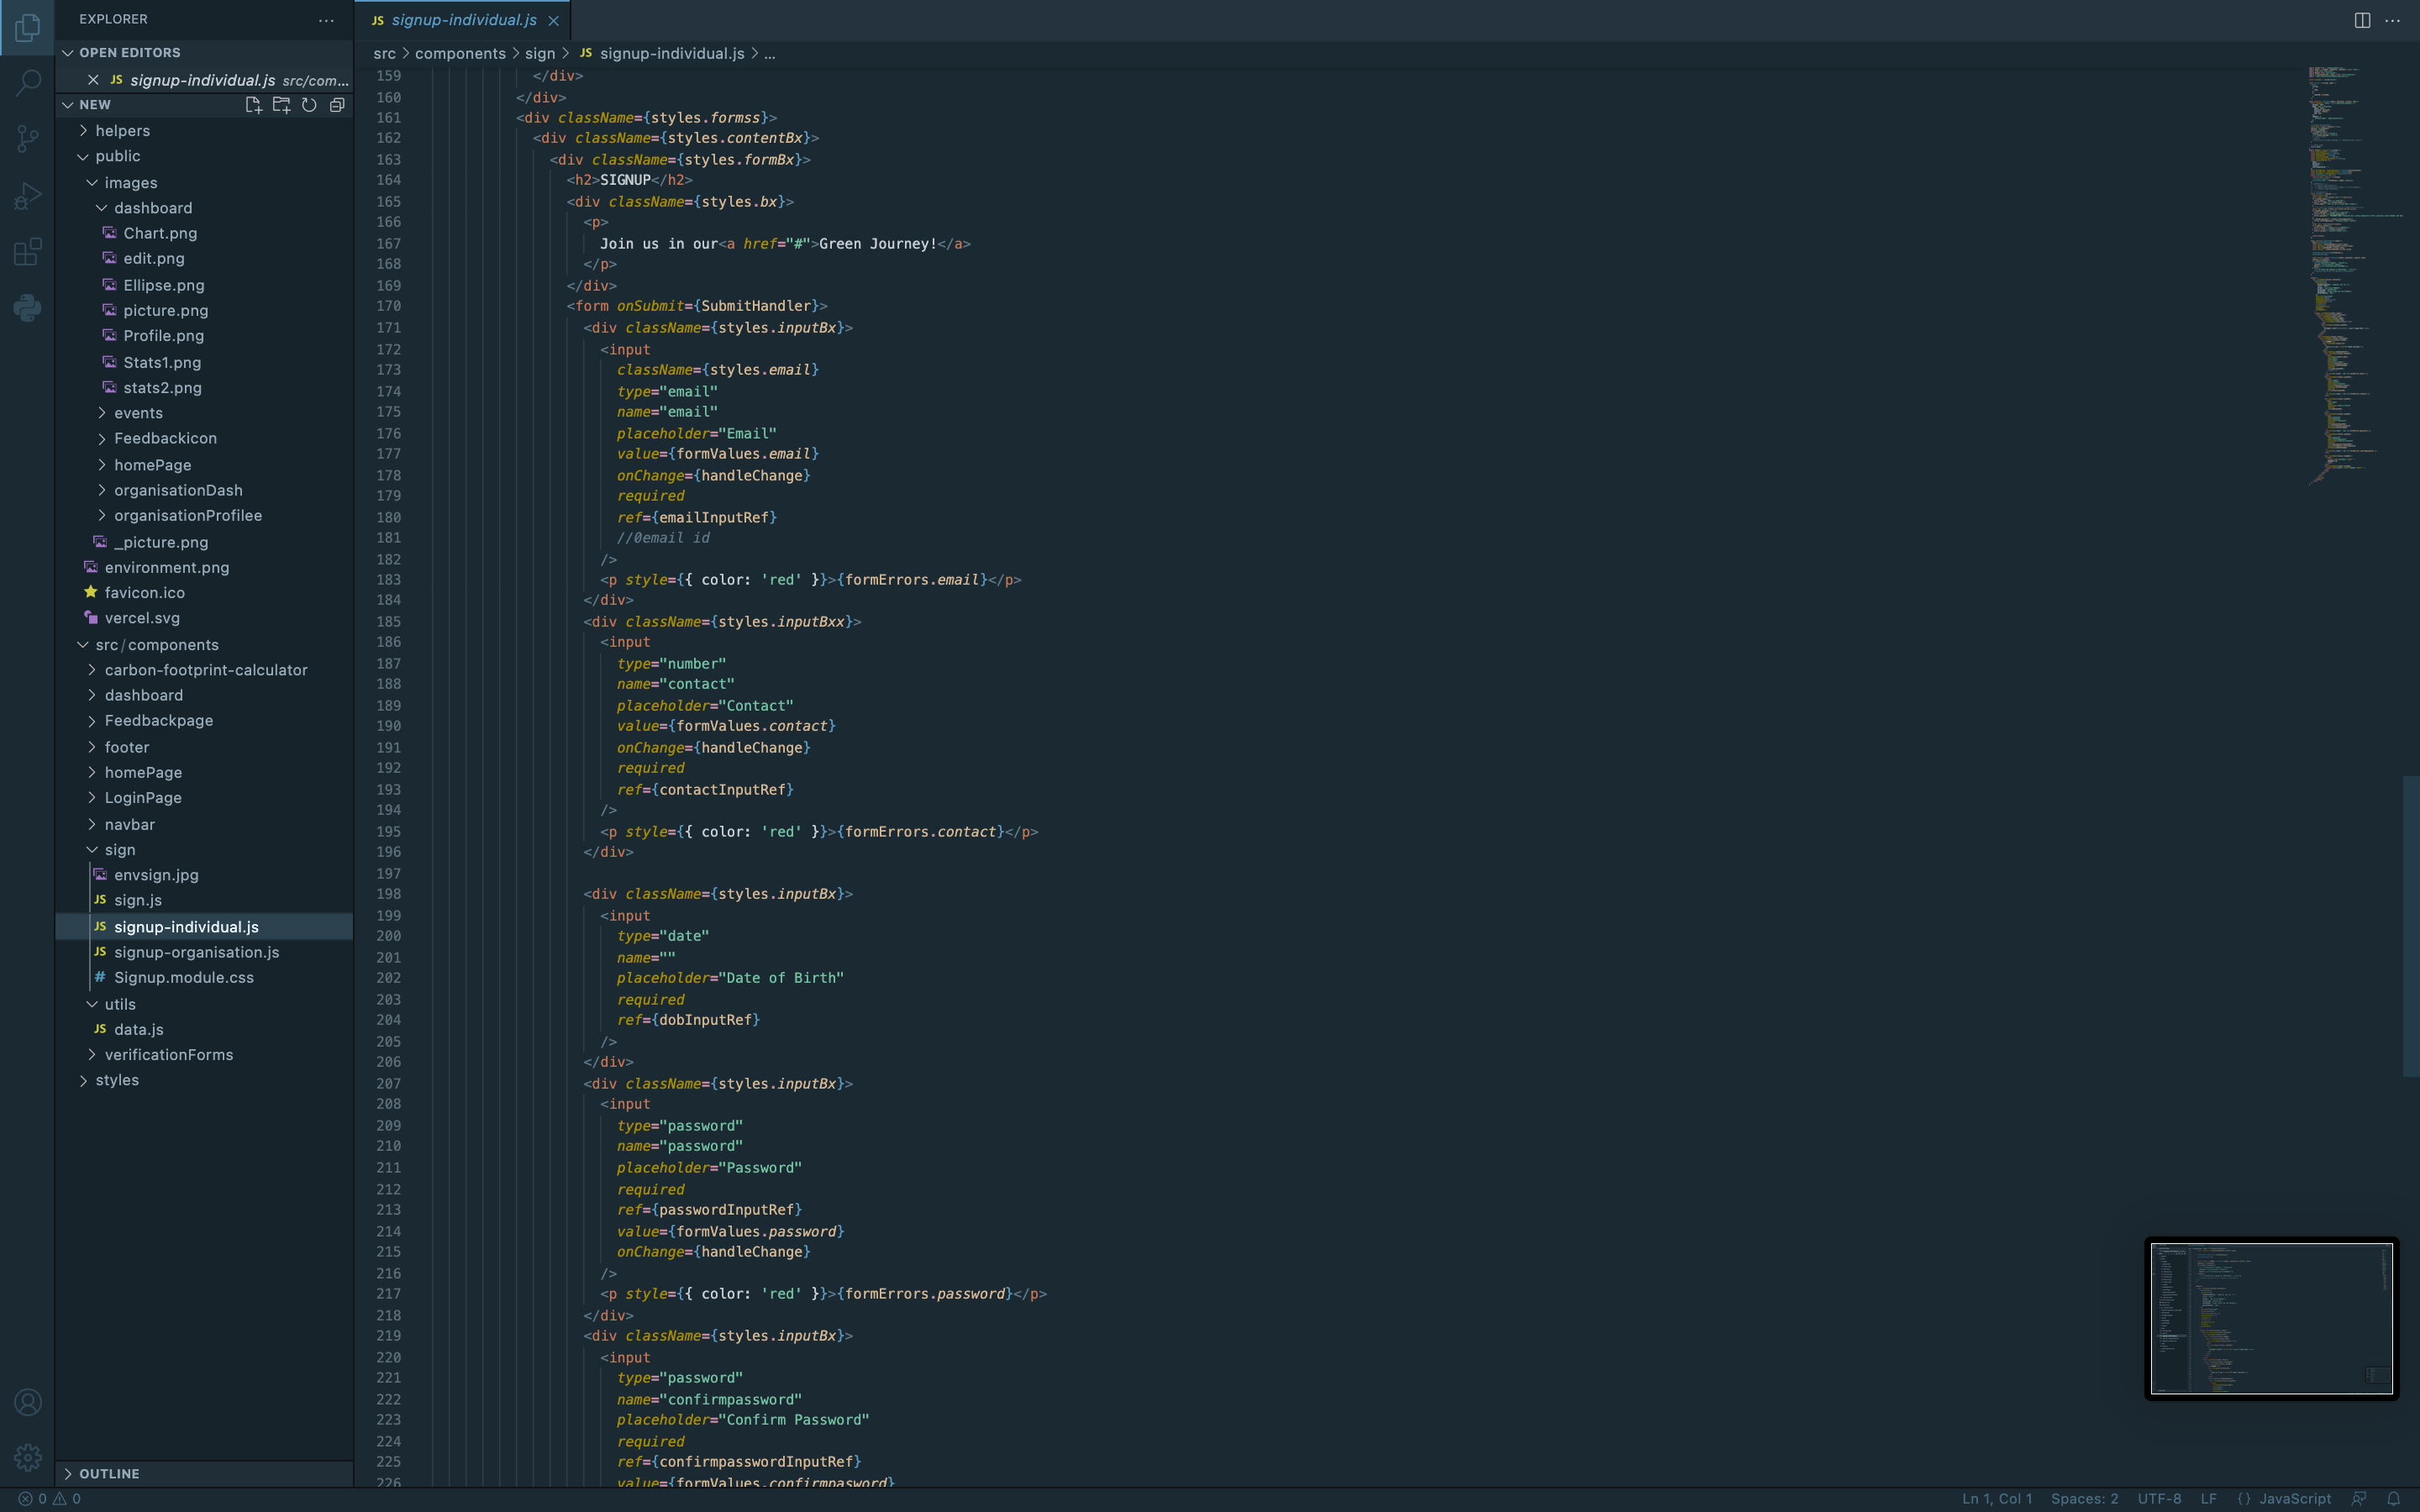 EXPLORER
OPEN EDITORS
JS signup-individual.js src/com...
NEW
helpers
public
images
dashboard
Chart.png
edit.png
Ellipse.png
picture.png
Profile.png
Stats1.png
stats2.png
events
Feedbackicon
homePage
organisationDash
organisationProfilee
_picture.png
environment.png
favicon.ico
vercel.svg
src/components
carbon-footprint-calculator
dashboard
Feedbackpage
footer
homePage
LoginPage
navbar
sign
envsign.jpg
JS sign.js
JS signup-individual.js
JS signup-organisation.js
# Signup.module.css
utils
JS data.js
verificationForms
styles
OUTLINE
JS signup-individual.js
src > components > sign > JS signup-individual.js > ...
159 </div>
160 </div>
161 <div className={styles.formss}>
162 <div className={styles.contentBx}>
163 <div className={styles.formBx}>
164 <h2>SIGNUP</h2>
165 <div className={styles.bx}>
166 <p>
167 Join us in our<a href="#">Green Journey!</a>
168 </p>
169 </div>
170 <form onSubmit={SubmitHandler}>
171 <div className={styles.inputBx}>
172 <input
173 className={styles.email}
174 type="email"
175 name="email"
176 placeholder="Email"
177 value={formValues.email}
178 onChange={handleChange}
179 required
180 ref={emailInputRef}
181 //0email id
182 />
183 <p style={{ color: 'red' }}>{formErrors.email}</p>
184 </div>
185 <div className={styles.inputBxx}>
186 <input
187 type="number"
188 name="contact"
189 placeholder="Contact"
190 value={formValues.contact}
191 onChange={handleChange}
192 required
193 ref={contactInputRef}
194 />
195 <p style={{ color: 'red' }}>{formErrors.contact}</p>
196 </div>
197
198 <div className={styles.inputBx}>
199 <input
200 type="date"
201 name=""
202 placeholder="Date of Birth"
203 required
204 ref={dobInputRef}
205 />
206 </div>
207 <div className={styles.inputBx}>
208 <input
209 type="password"
210 name="password"
211 placeholder="Password"
212 required
213 ref={passwordInputRef}
214 value={formValues.password}
215 onChange={handleChange}
216 />
217 <p style={{ color: 'red' }}>{formErrors.password}</p>
218 </div>
219 <div className={styles.inputBx}>
220 <input
221 type="password"
222 name="confirmpassword"
223 placeholder="Confirm Password"
224 required
225 ref={confirmpasswordInputRef}
226 value={formValues.confirmpasword}
0 0
Ln 1, Col 1 Spaces: 2 UTF-8 LF {} JavaScript